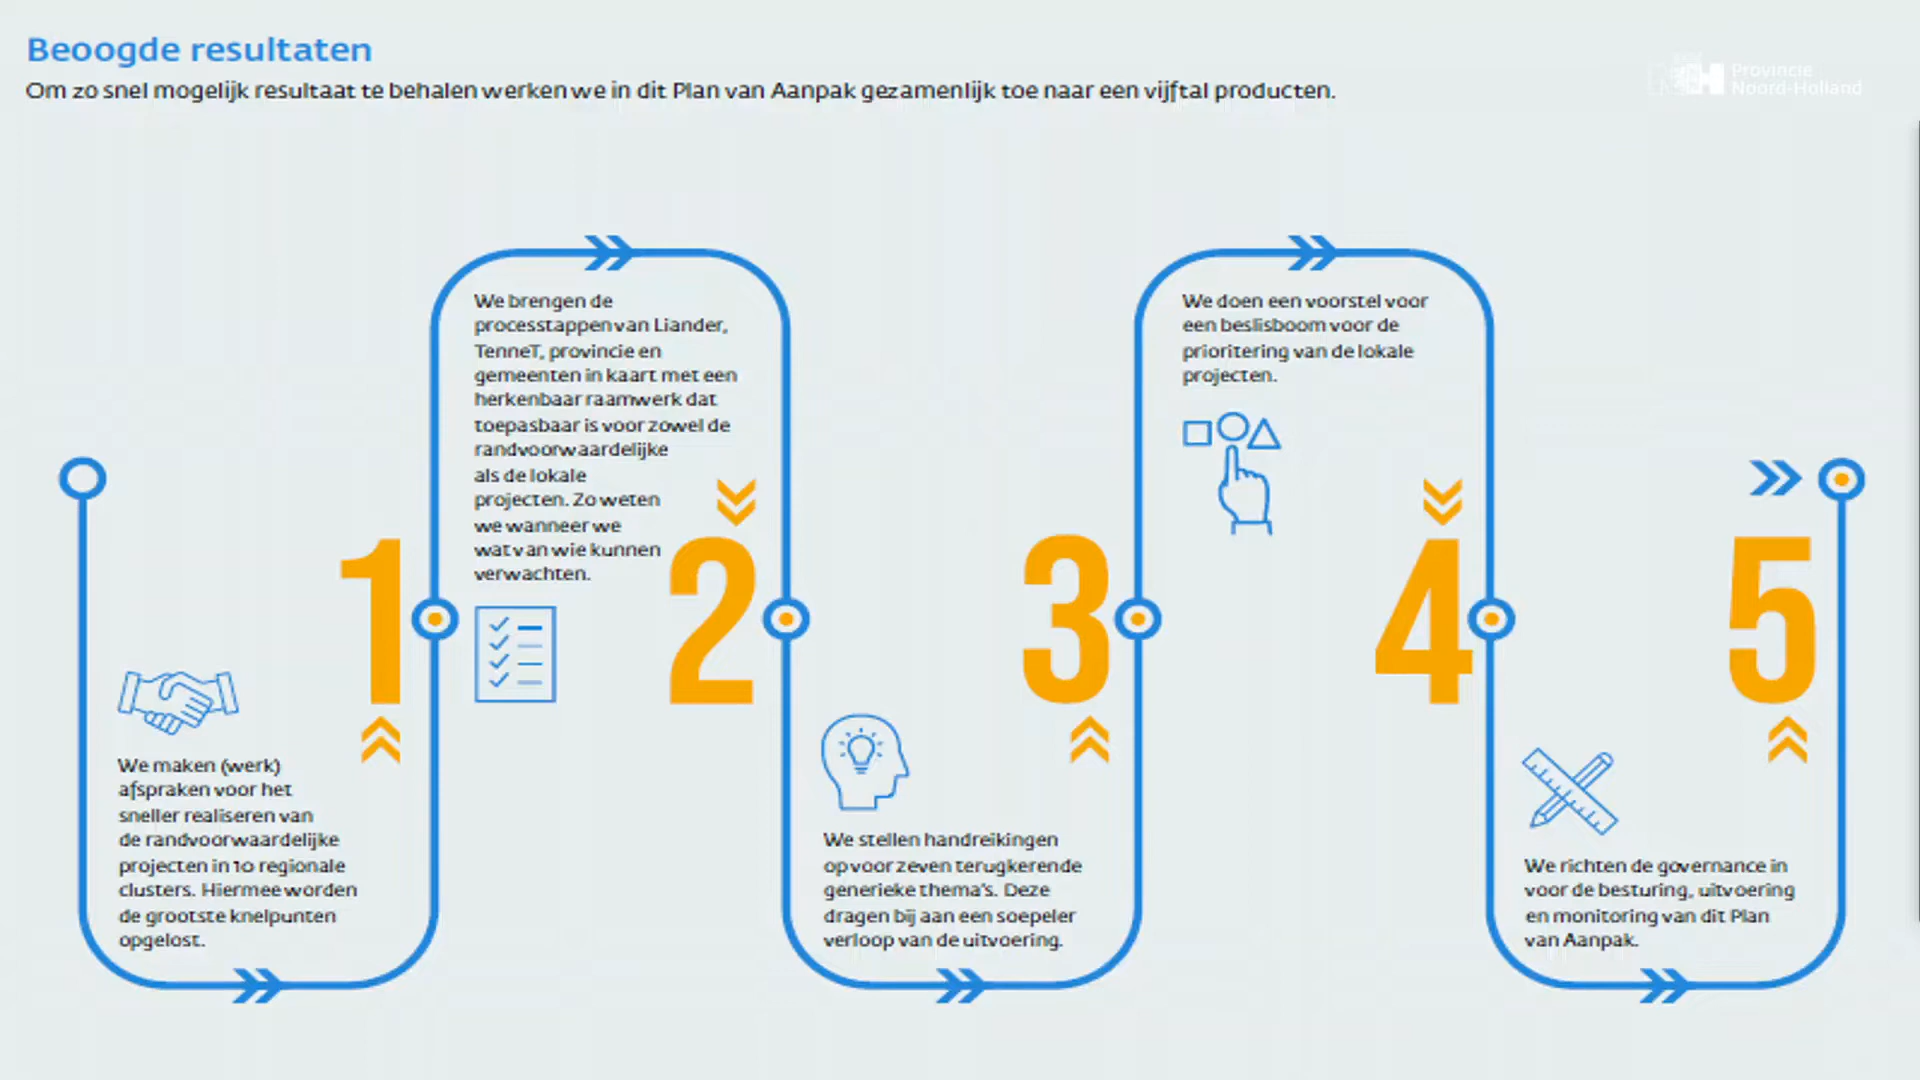 Beoogde resultaten
Om zo snel mogelijk resultaat te behalen werken we in dit Plan van Aanpak gezamenlijk toe naar een vijftal producten.
Provincie
Noord-Holland
1
We maken (werk)
afspraken voor het
sneller realiseren van
de randvoorwaardelijke
projecten in 10 regionale
clusters. Hiermee worden
de grootste knelpunten
opgelost.
We brengen de
processtappen van Liander,
TenneT, provincie en
gemeenten in kaart met een
herkenbaar raamwerk dat
toepasbaar is voor zowel de
randvoorwaardelijke
als de lokale
projecten. Zo weten
we wanneer we
wat van wie kunnen
verwachten.
2
3
We stellen handreikingen
op voor zeven terugkerende
generieke thema's. Deze
dragen bij aan een soepeler
verloop van de uitvoering.
We doen een voorstel voor
een beslisboom voor de
prioritering van de lokale
projecten.
4
5
We richten de governance in
voor de besturing, uitvoering
en monitoring van dit Plan
van Aanpak.